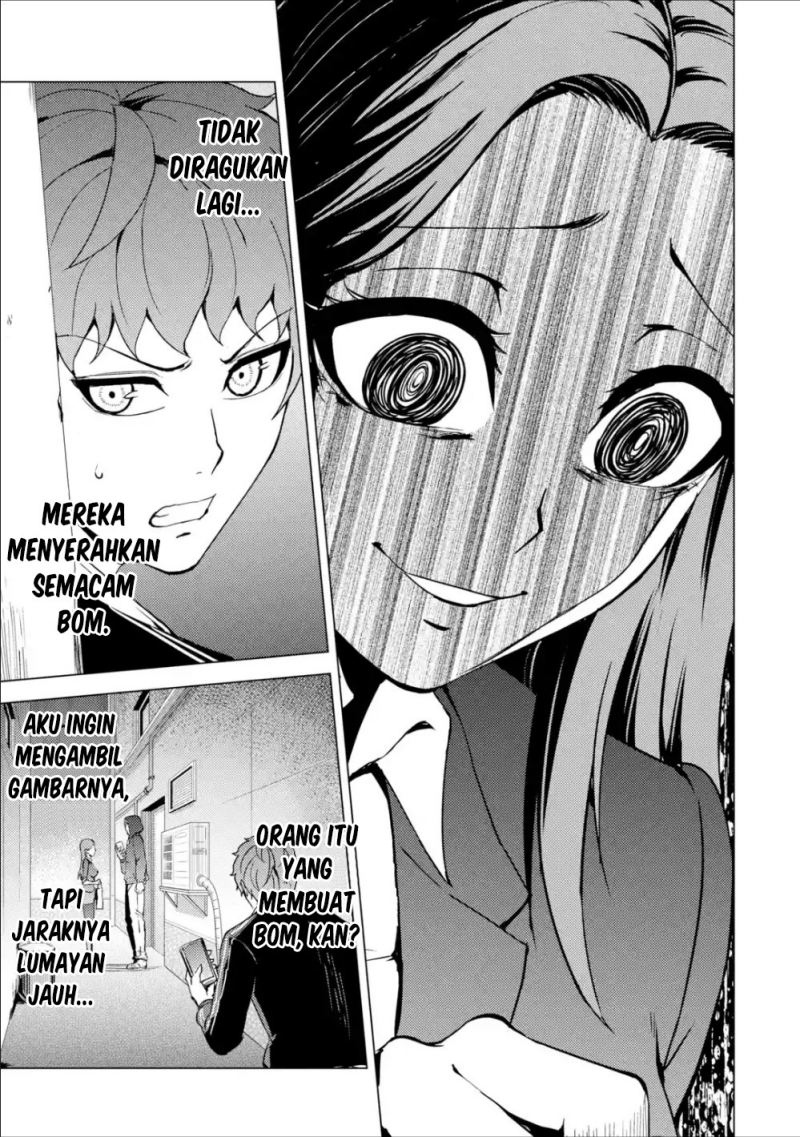 TIDAK
DIRAGUKAN
LAGI...
MEREKA
MENYERAHKAN
SEMACAM
BOM.
ORANG ITU
YANG
MEMBUAT
BOM, KAN?
AKU INGIN
MENGAMBIL
GAMBARNYA,
TAPI
JARAKNYA
LUMAYAN
JAUH...